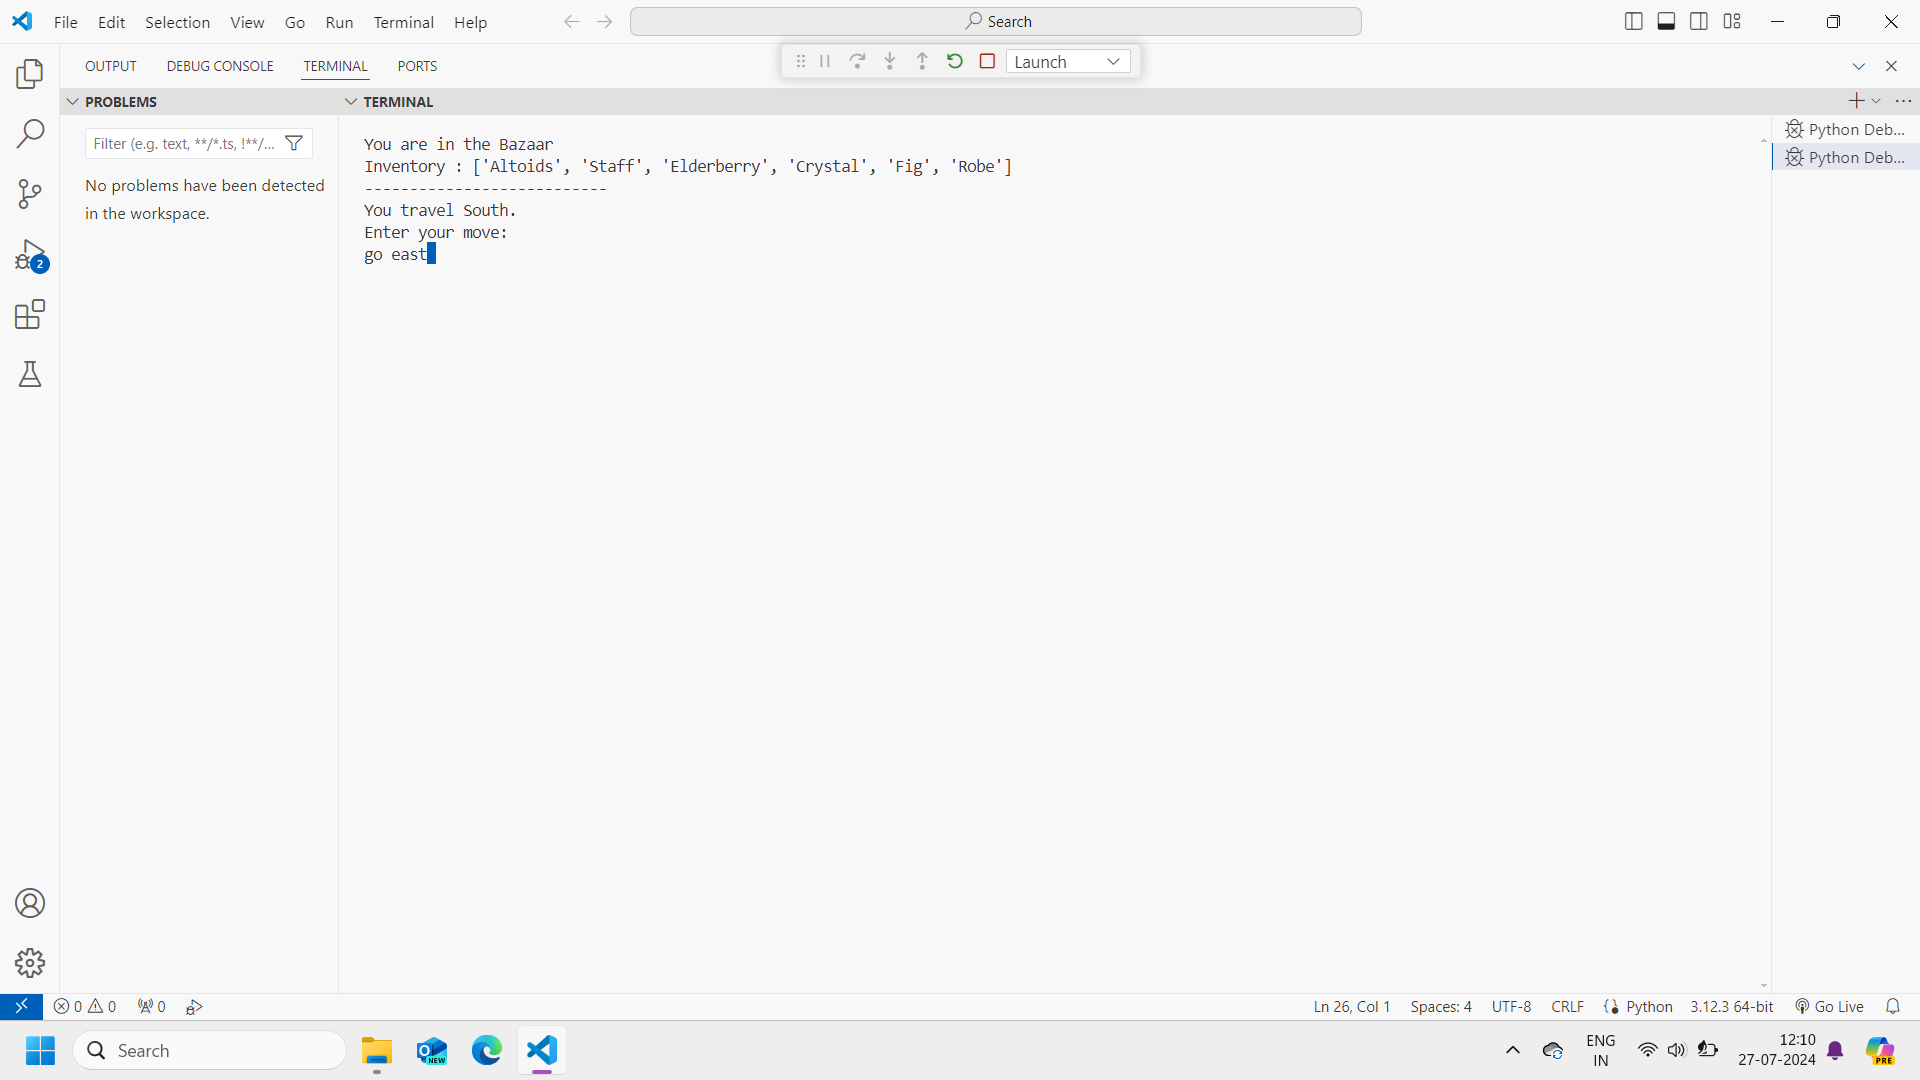 File Edit Selection View Go Run Terminal Help
Search
OUTPUT DEBUG CONSOLE TERMINAL PORTS
Launch
PROBLEMS
Filter (e.g. text, **/*.ts, !**/...
No problems have been detected
in the workspace.
TERMINAL
You are in the Bazaar
Inventory : ['Altoids', 'Staff', 'Elderberry', 'Crystal', 'Fig', 'Robe']
---------------------------
You travel South.
Enter your move:
go east
Python Deb...
Python Deb...
2
0 0 0
Ln 26, Col 1 Spaces: 4 UTF-8 CRLF Python 3.12.3 64-bit Go Live
Search
NEW
ENG
IN
12:10
27-07-2024
PRE